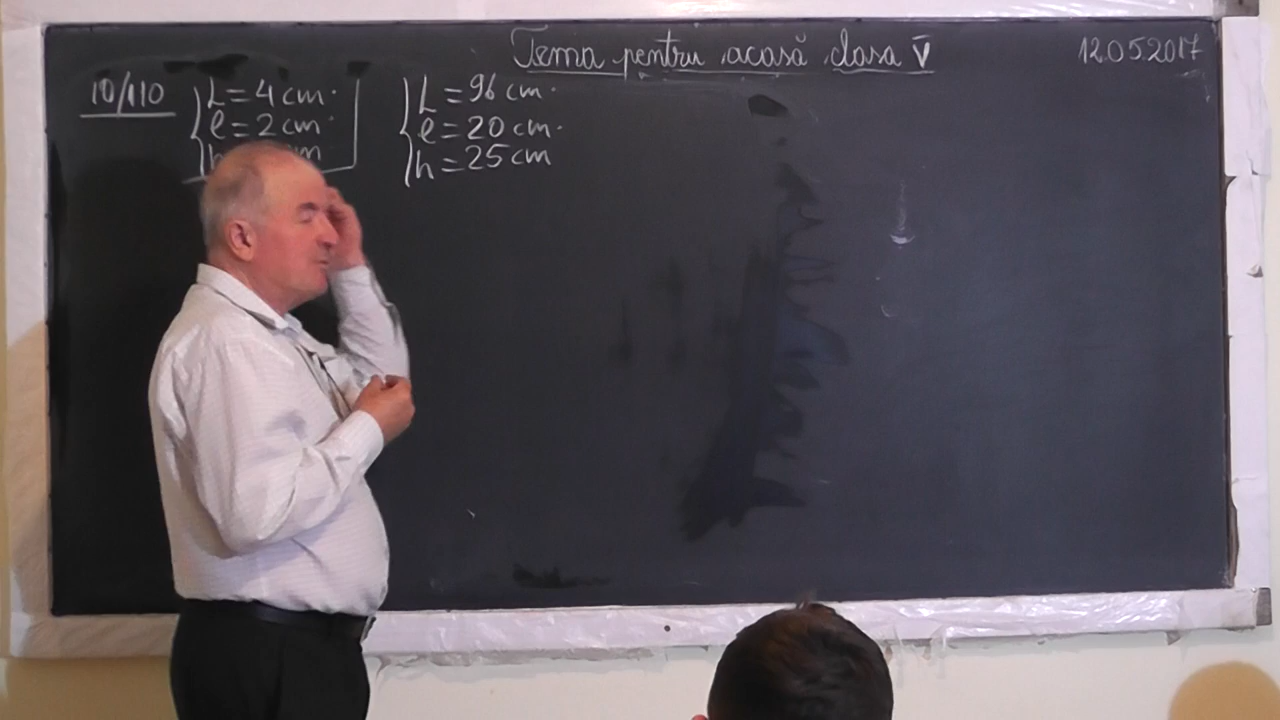 Tema pentru acasă clasa V
12.05.2017
10/110
L = 4 cm
l = 2 cm
h cm
L = 96 cm
l = 20 cm
h = 25 cm